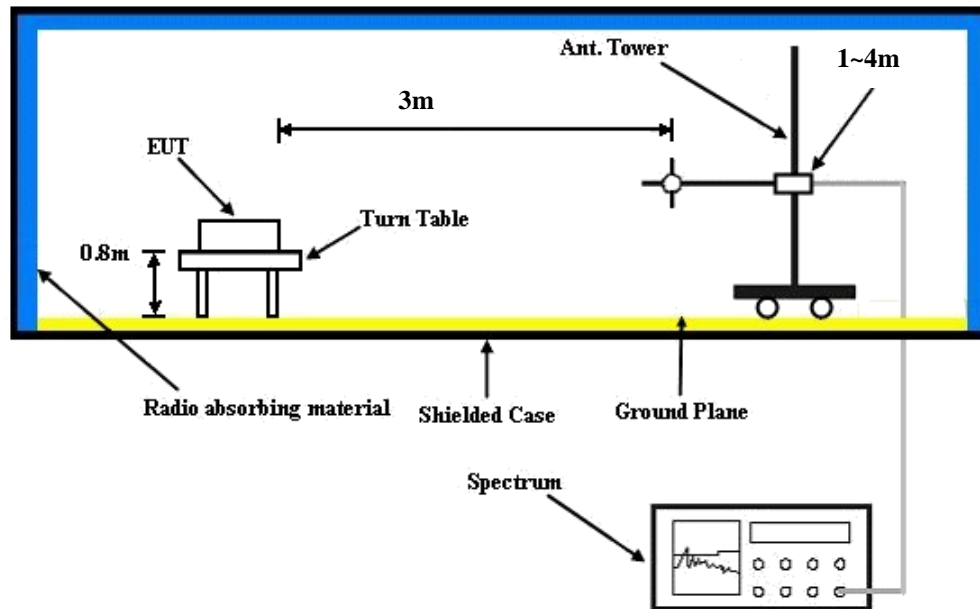 Ant. Tower
1~4m
3m
EUT
Turn Table
0.8m
Radio absorbing material
Shielded Case
Ground Plane
Spectrum